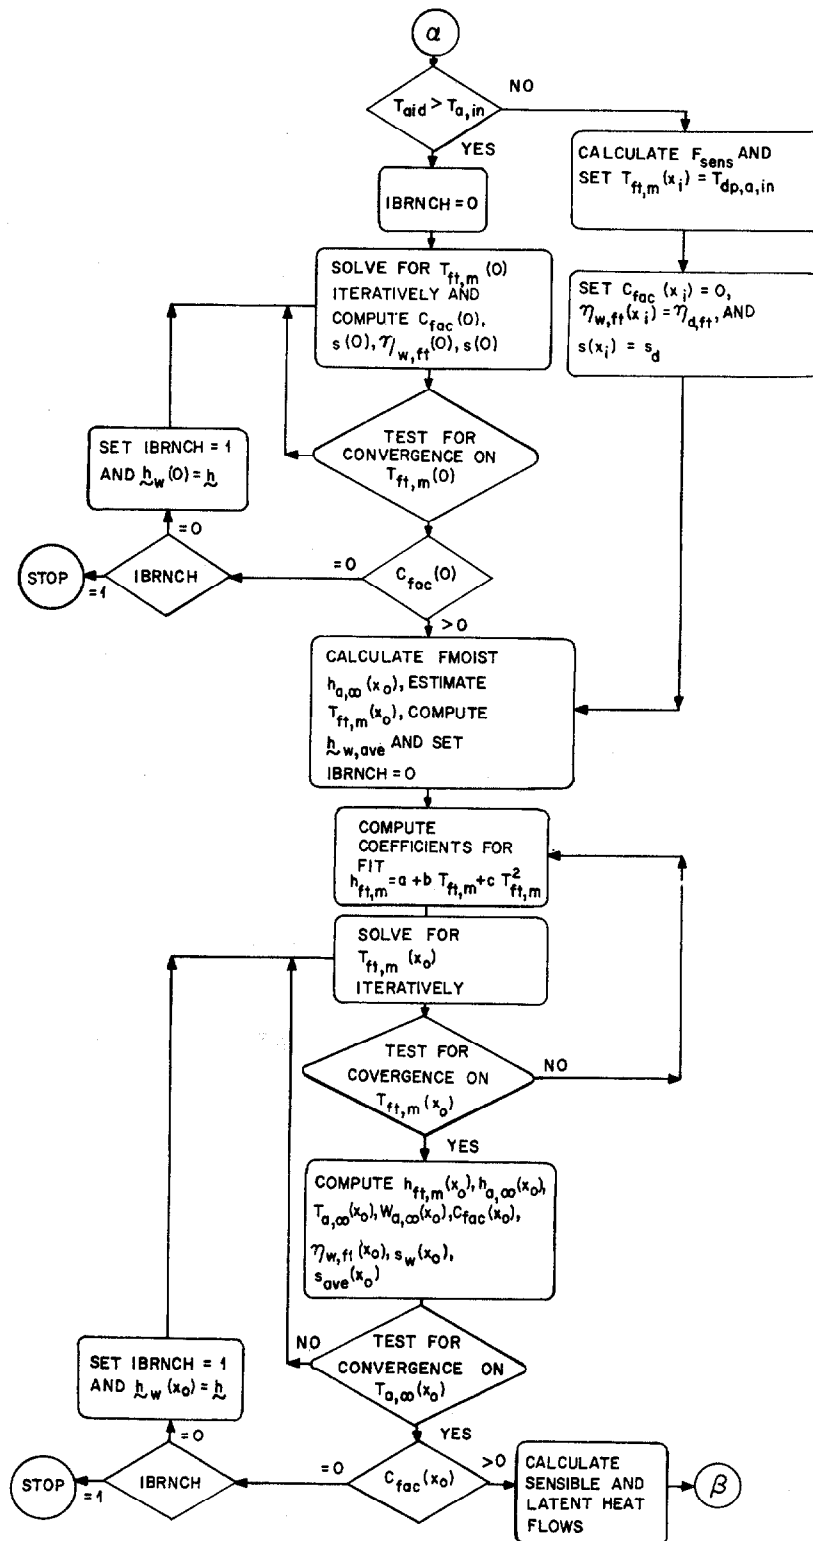 α
T_aid > T_a,in
NO
YES
CALCULATE F_sens AND
SET T_ft,m (x_i) = T_dp,a,in
IBRNCH = 0
SOLVE FOR T_ft,m (0)
ITERATIVELY AND
COMPUTE C_fac (0),
s (0), η_w,ft (0), s (0)
SET C_fac (x_i) = 0,
η_w,ft (x_i) = η_d,ft, AND
s(x_i) = s_d
TEST FOR
CONVERGENCE ON
T_ft,m (0)
SET IBRNCH = 1
AND h_w (0) = h
= 0
STOP
= 1
IBRNCH
= 0
C_fac (0)
> 0
CALCULATE FMOIST
h_a,∞ (x_o), ESTIMATE
T_ft,m (x_o), COMPUTE
h_w,ave AND SET
IBRNCH = 0
COMPUTE
COEFFICIENTS FOR
FIT
h_ft,m = a + b T_ft,m + c T²_ft,m
SOLVE FOR
T_ft,m (x_o)
ITERATIVELY
TEST FOR
COVERGENCE ON
T_ft,m (x_o)
NO
YES
COMPUTE h_ft,m (x_o), h_a,∞ (x_o),
T_a,∞ (x_o), W_a,∞ (x_o), C_fac (x_o),
η_w,ft (x_o), s_w (x_o),
s_ave (x_o)
NO
TEST FOR
CONVERGENCE ON
T_a,∞ (x_o)
YES
SET IBRNCH = 1
AND h_w (x_o) = h
= 0
STOP
= 1
IBRNCH
= 0
C_fac (x_o)
>0
CALCULATE
SENSIBLE AND
LATENT HEAT
FLOWS
β